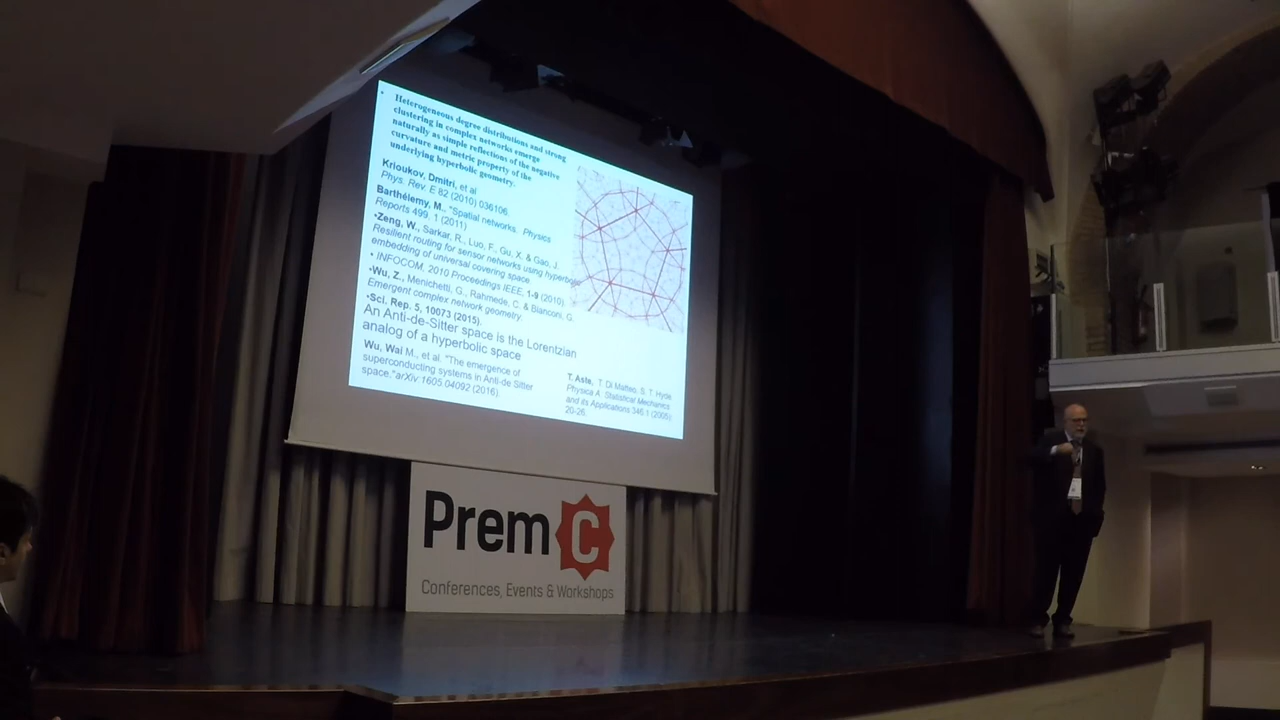 • Heterogeneous degree distributions and strong
clustering in complex networks emerge
naturally as simple reflections of the negative
curvature and metric property of the
underlying hyperbolic geometry.
Krioukov, Dmitri, et al
Phys. Rev. E 82 (2010) 036106.
Barthélemy, M., "Spatial networks. Physics
Reports 499, 1 (2011)
•Zeng, W., Sarkar, R., Luo, F., Gu, X. & Gao, J.
Resilient routing for sensor networks using hyperbolic
embedding of universal covering space
• INFOCOM, 2010 Proceedings IEEE, 1-9 (2010)
•Wu, Z., Menichetti, G., Rahmede, C. & Bianconi, G.
Emergent complex network geometry.
•Sci. Rep. 5, 10073 (2015).
An Anti-de-Sitter space is the Lorentzian
analog of a hyperbolic space
Wu, Wai M., et al. "The emergence of
superconducting systems in Anti-de Sitter
space." arXiv 1605.04092 (2016).
T. Aste, T. Di Matteo, S. T. Hyde
Physica A: Statistical Mechanics
and its Applications 346.1 (2005)
20-26.
Prem C
Conferences, Events & Workshops